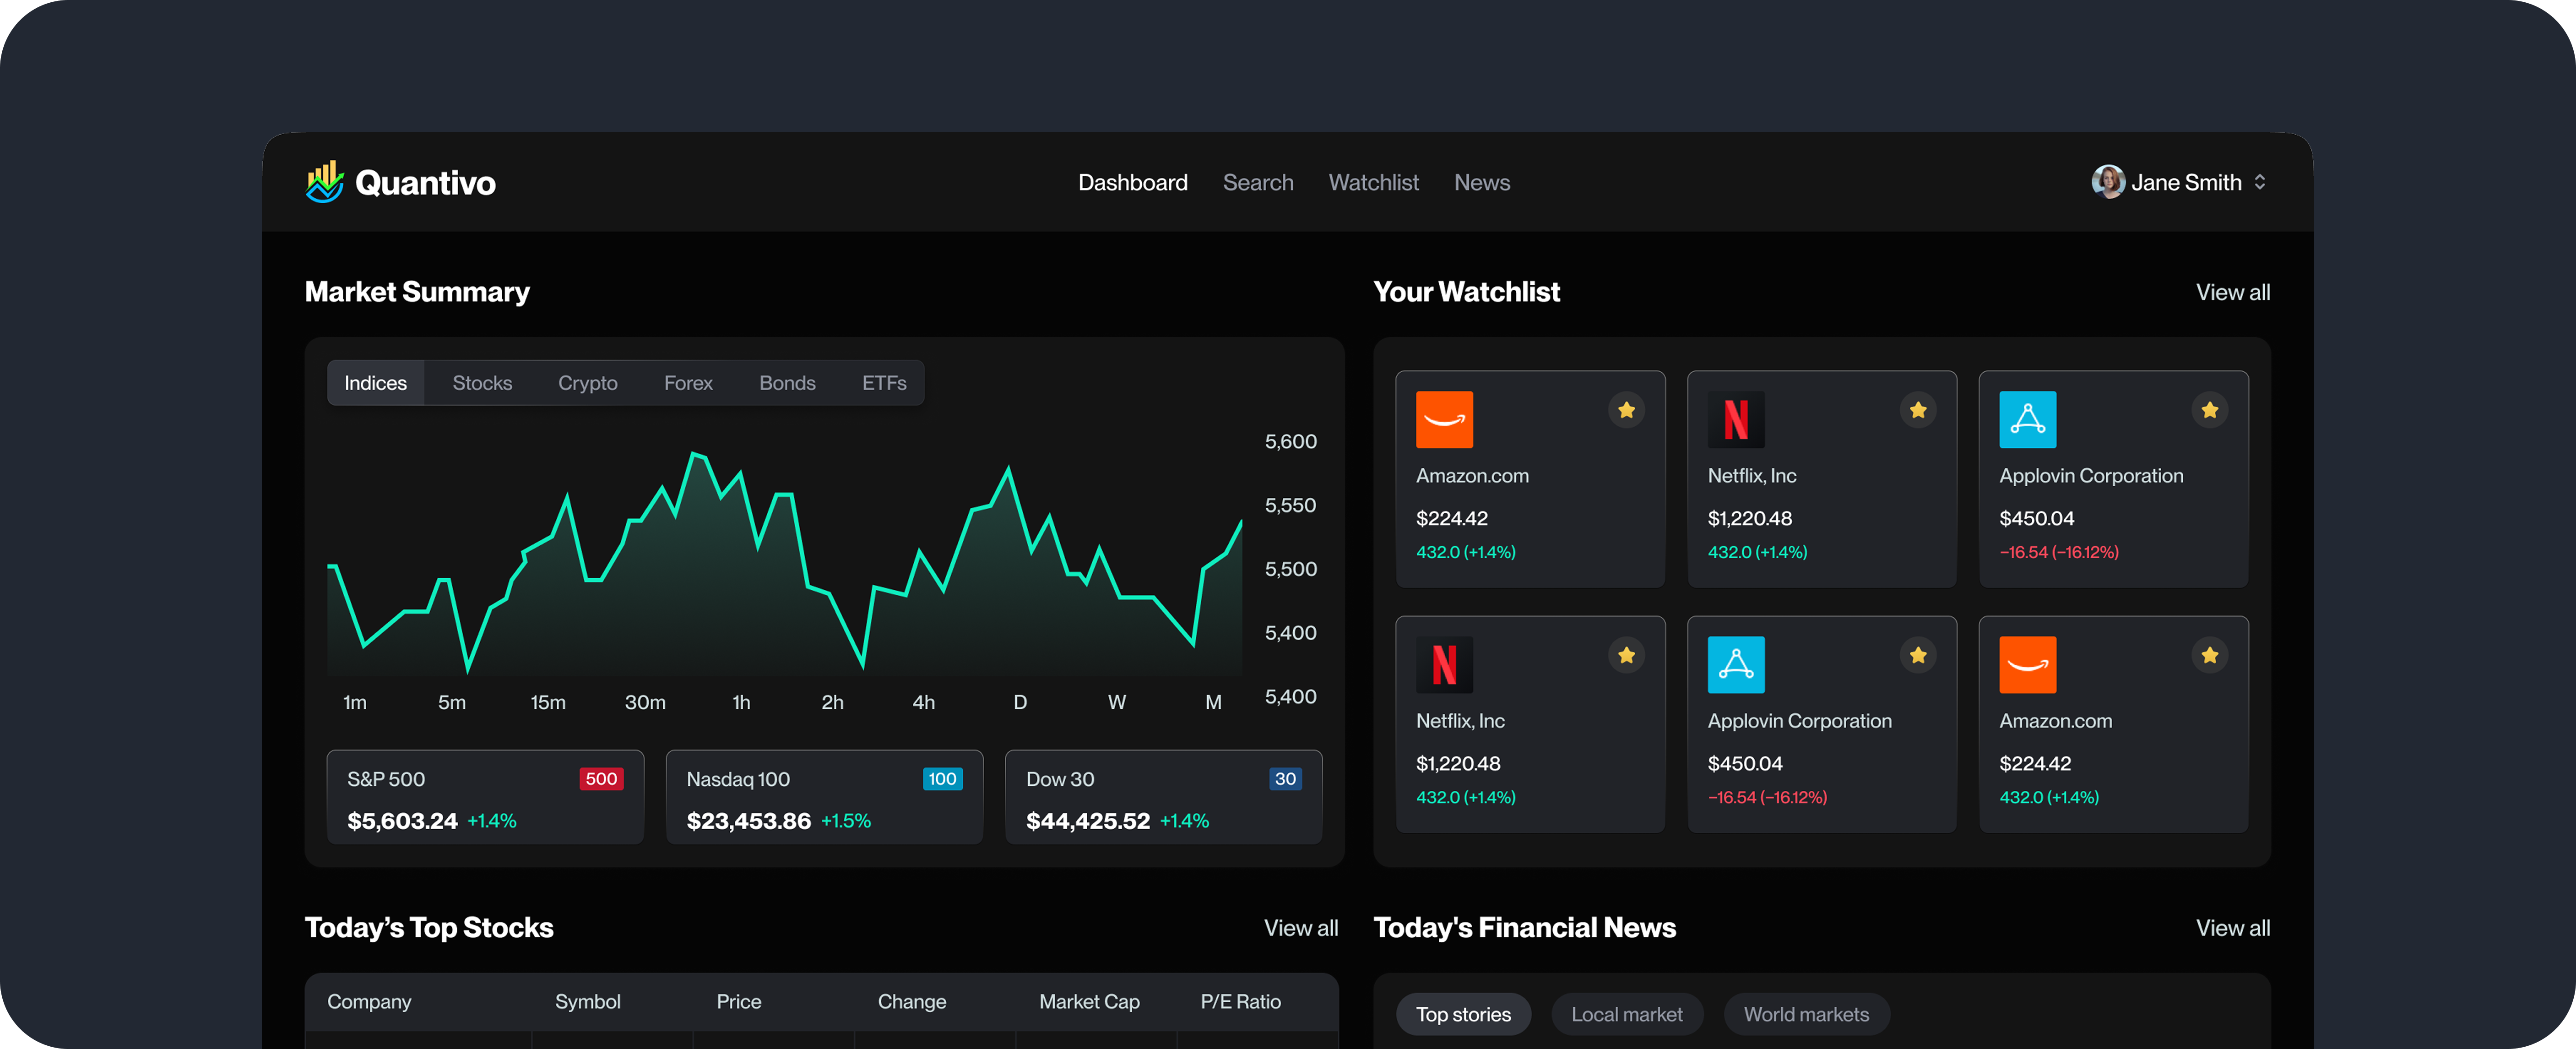 Quantivo
Dashboard Search Watchlist News
Jane Smith
Market Summary
Indices Stocks Crypto Forex Bonds ETFs
5,600
5,550
5,500
5,400
5,400
1m 5m 15m 30m 1h 2h 4h D W M
S&P 500 500
$5,603.24 +1.4%
Nasdaq 100 100
$23,453.86 +1.5%
Dow 30 30
$44,425.52 +1.4%
Your Watchlist View all
Amazon.com
$224.42
432.0 (+1.4%)
N
Netflix, Inc
$1,220.48
432.0 (+1.4%)
Applovin Corporation
$450.04
−16.54 (−16.12%)
N
Netflix, Inc
$1,220.48
432.0 (+1.4%)
Applovin Corporation
$450.04
−16.54 (−16.12%)
Amazon.com
$224.42
432.0 (+1.4%)
Today’s Top Stocks View all
Company Symbol Price Change Market Cap P/E Ratio
Today's Financial News View all
Top stories Local market World markets